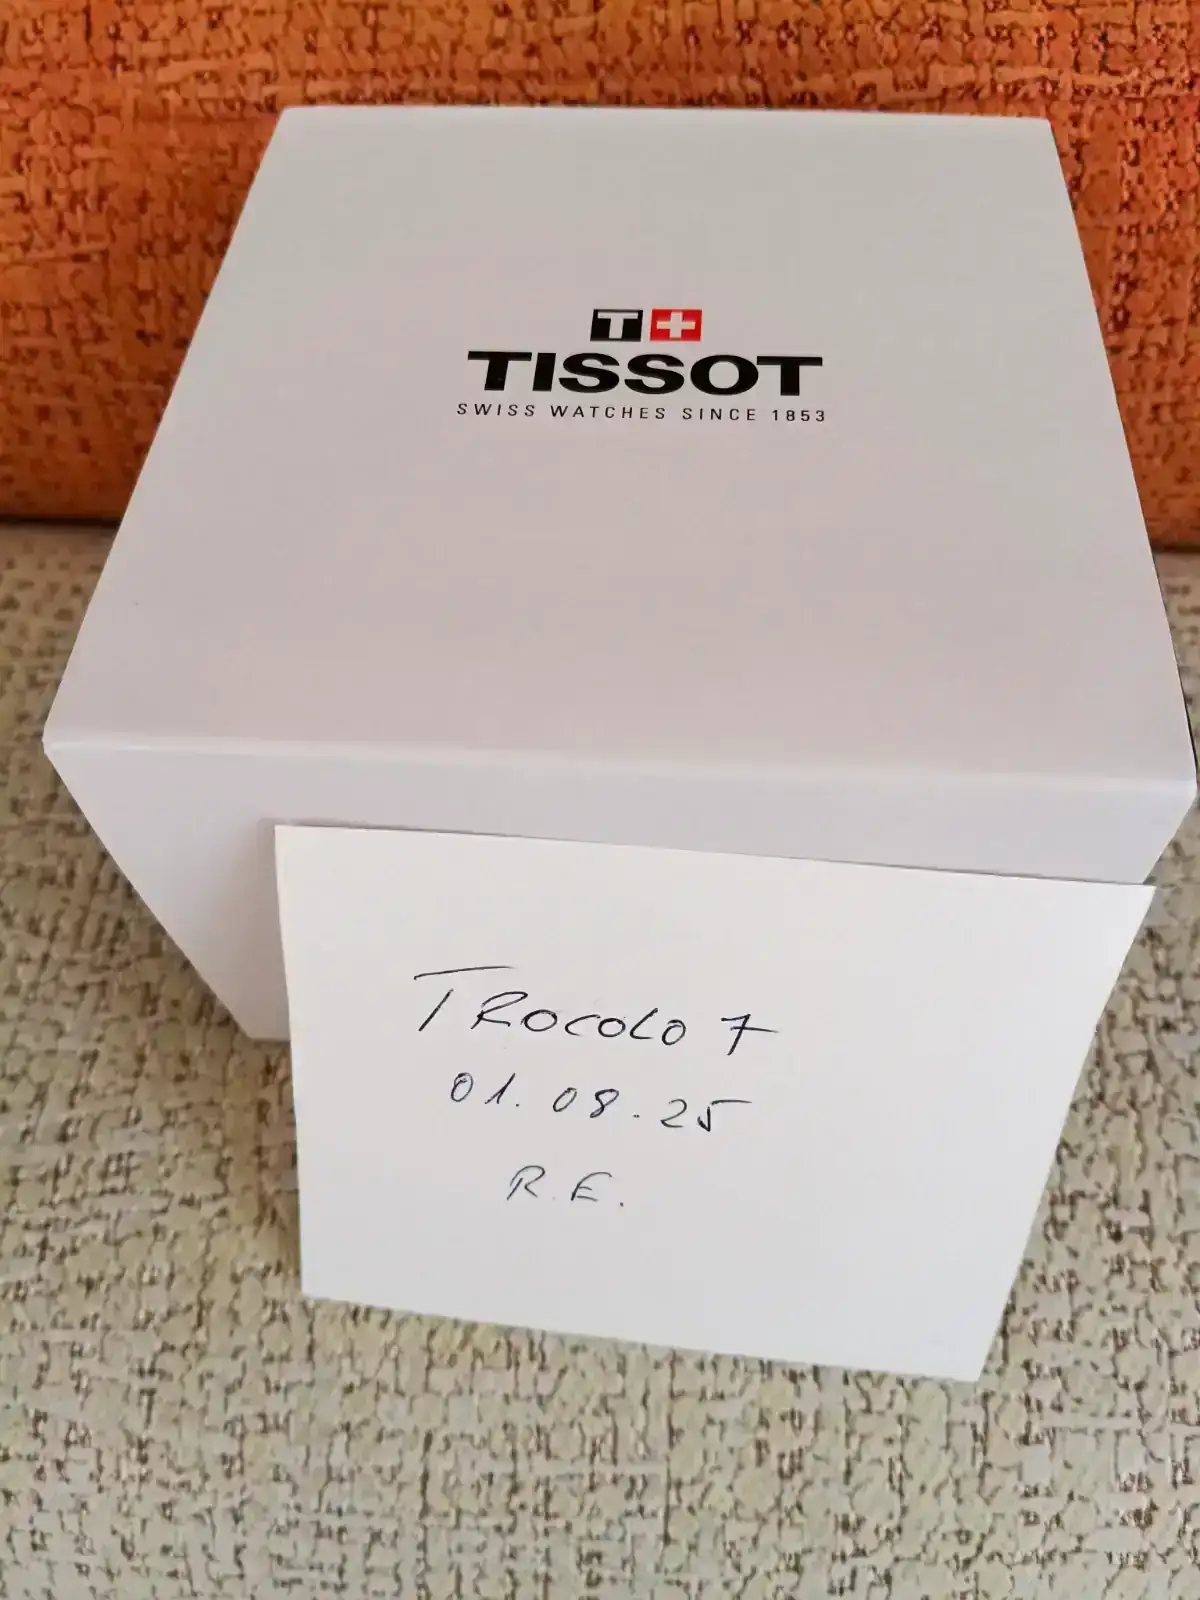 T+
TISSOT
SWISS WATCHES SINCE 1853
TRocoLo 7
01.08.25
R.E.